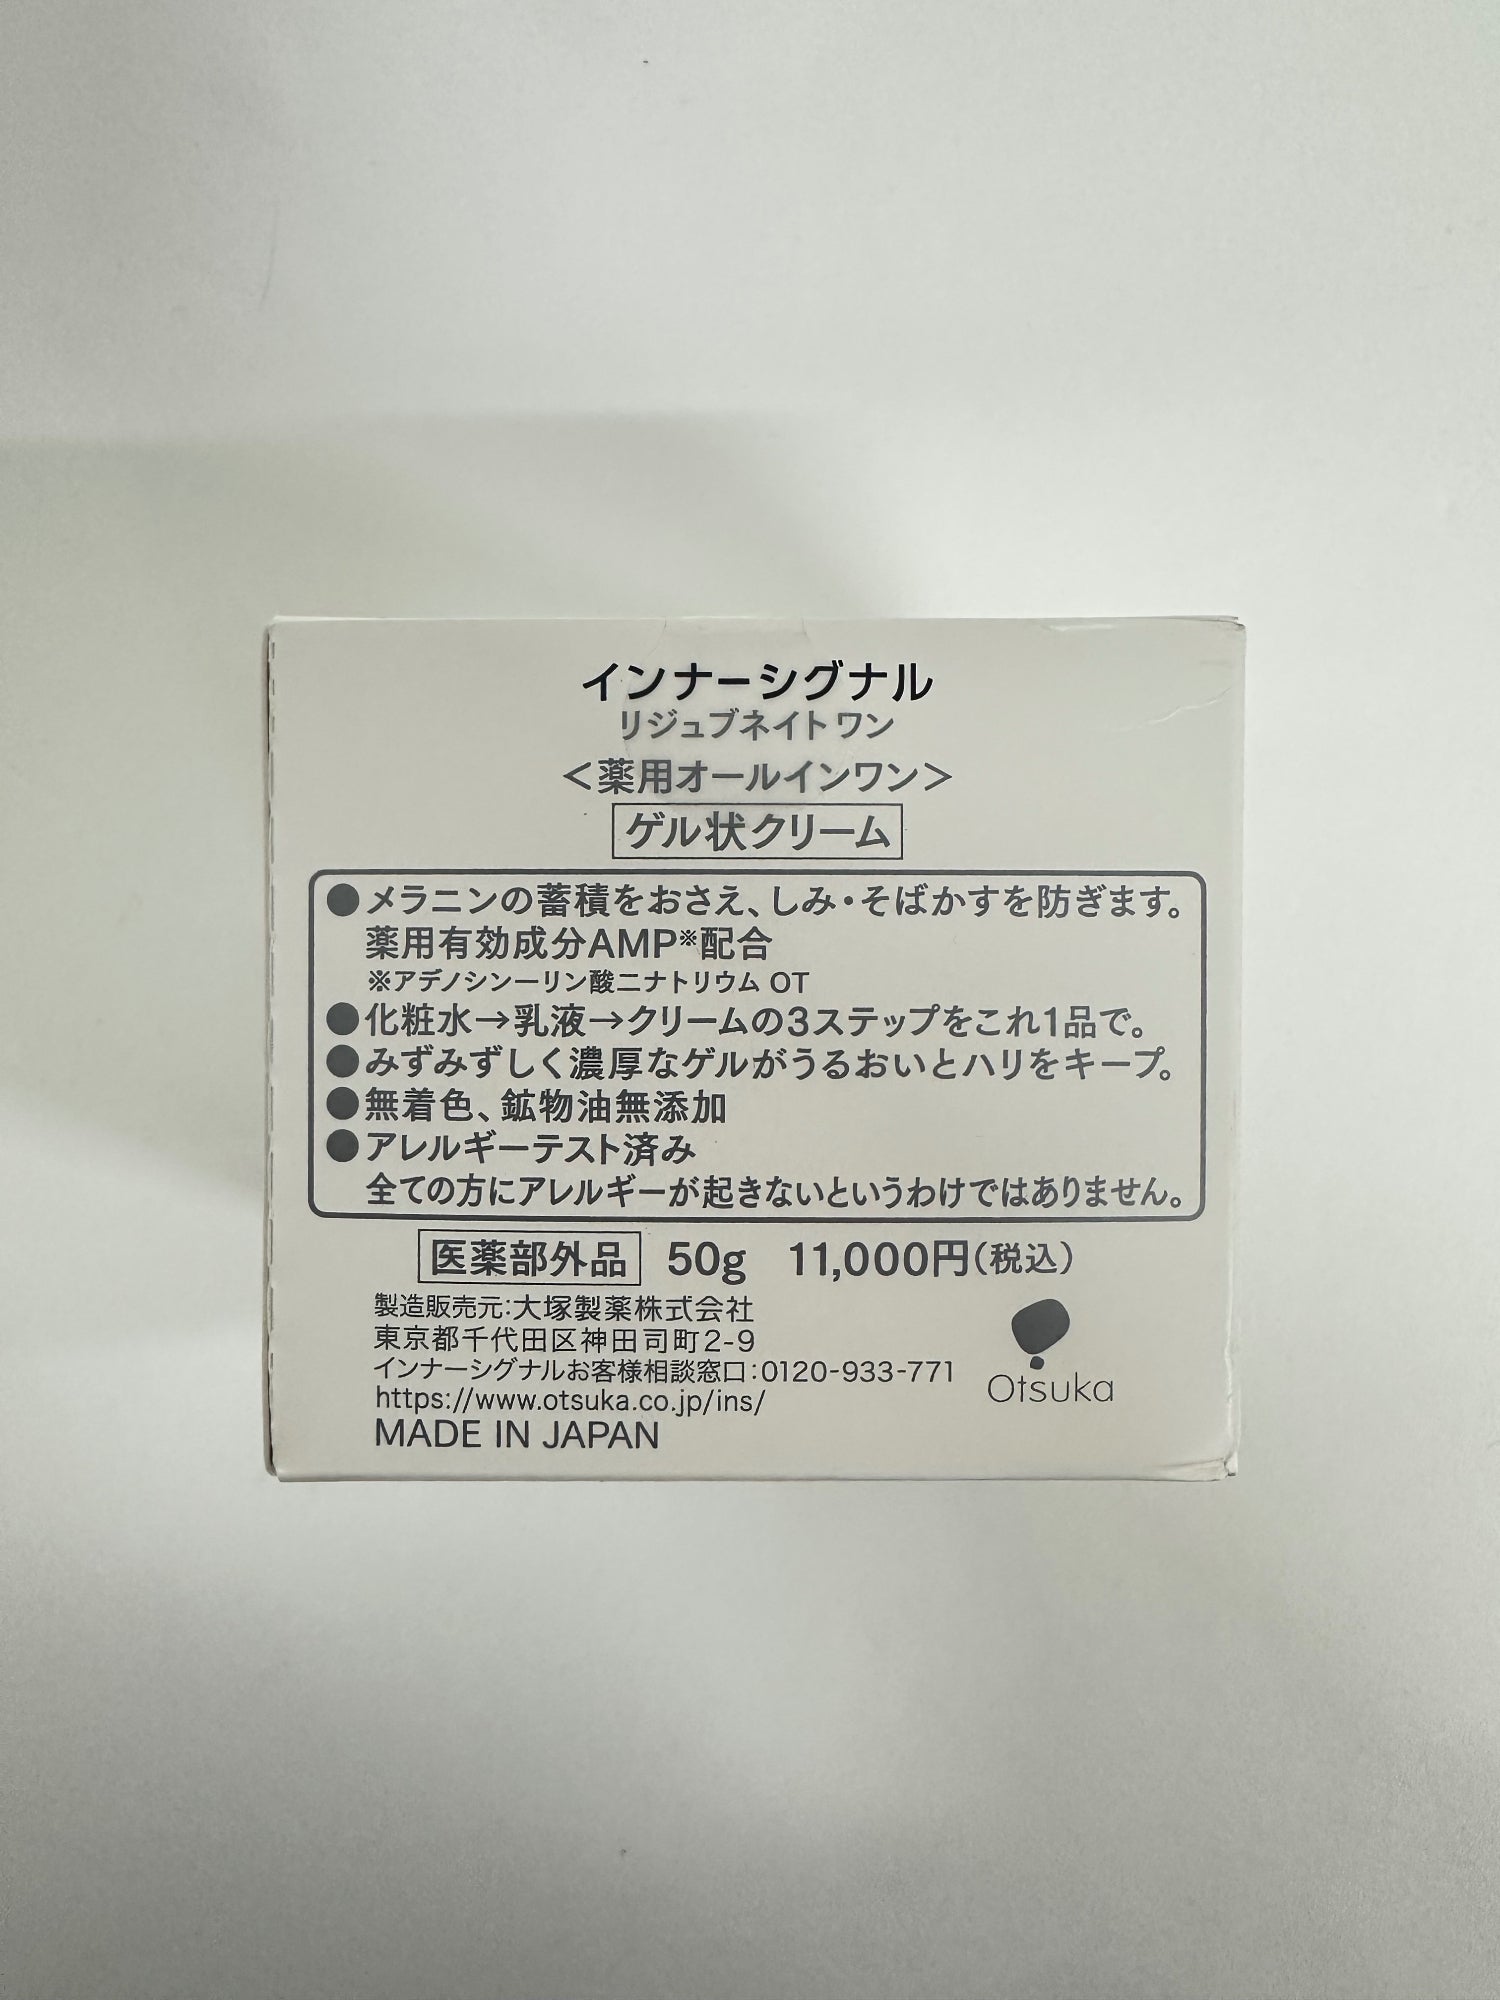 インナーシグナル
リジュブネイトワン
＜薬用オールインワン＞
ゲル状クリーム
●メラニンの蓄積をおさえ、しみ・そばかすを防ぎます。
薬用有効成分AMP※配合
※アデノシン一リン酸二ナトリウム OT
●化粧水→乳液→クリームの3ステップをこれ1品で。
●みずみずしく濃厚なゲルがうるおいとハリをキープ。
●無着色、鉱物油無添加
●アレルギーテスト済み
全ての方にアレルギーが起きないというわけではありません。
医薬部外品 50g 11,000円(税込)
製造販売元:大塚製薬株式会社
東京都千代田区神田司町2-9
インナーシグナルお客様相談窓口:0120-933-771
https://www.otsuka.co.jp/ins/
MADE IN JAPAN
Otsuka